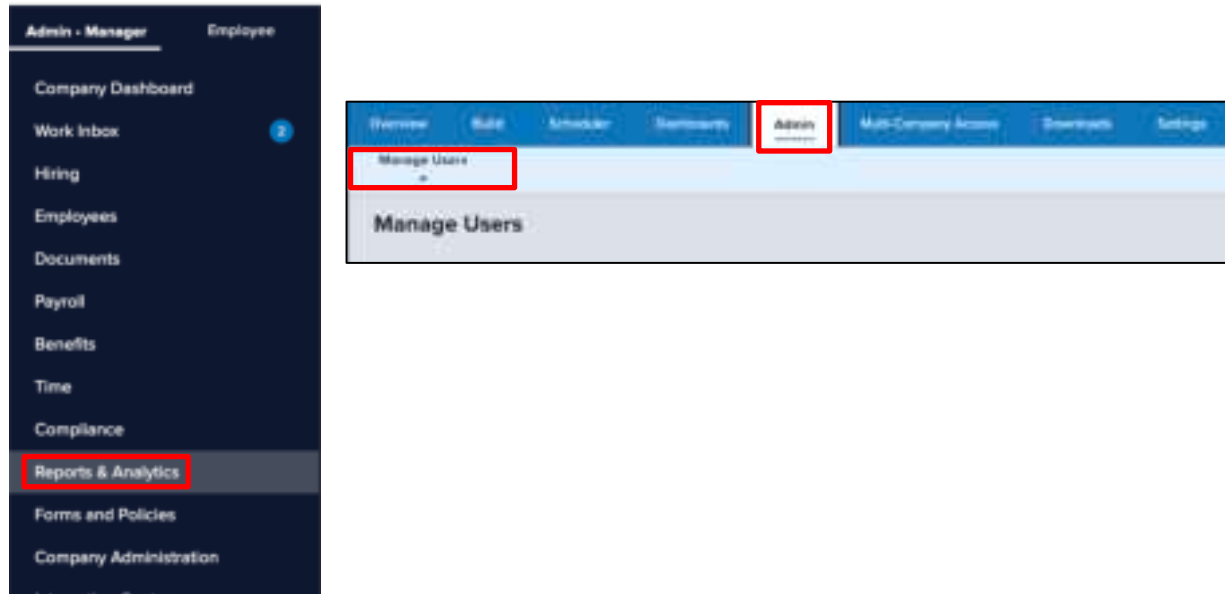 Admin - Manager Employee
Company Dashboard
Work Inbox 2
Hiring
Employees
Documents
Payroll
Benefits
Time
Compliance
Reports & Analytics
Forms and Policies
Company Administration
Overview Build Scheduler Dashboards Admin Multi-Company Access Downloads Settings
Manage Users
Manage Users